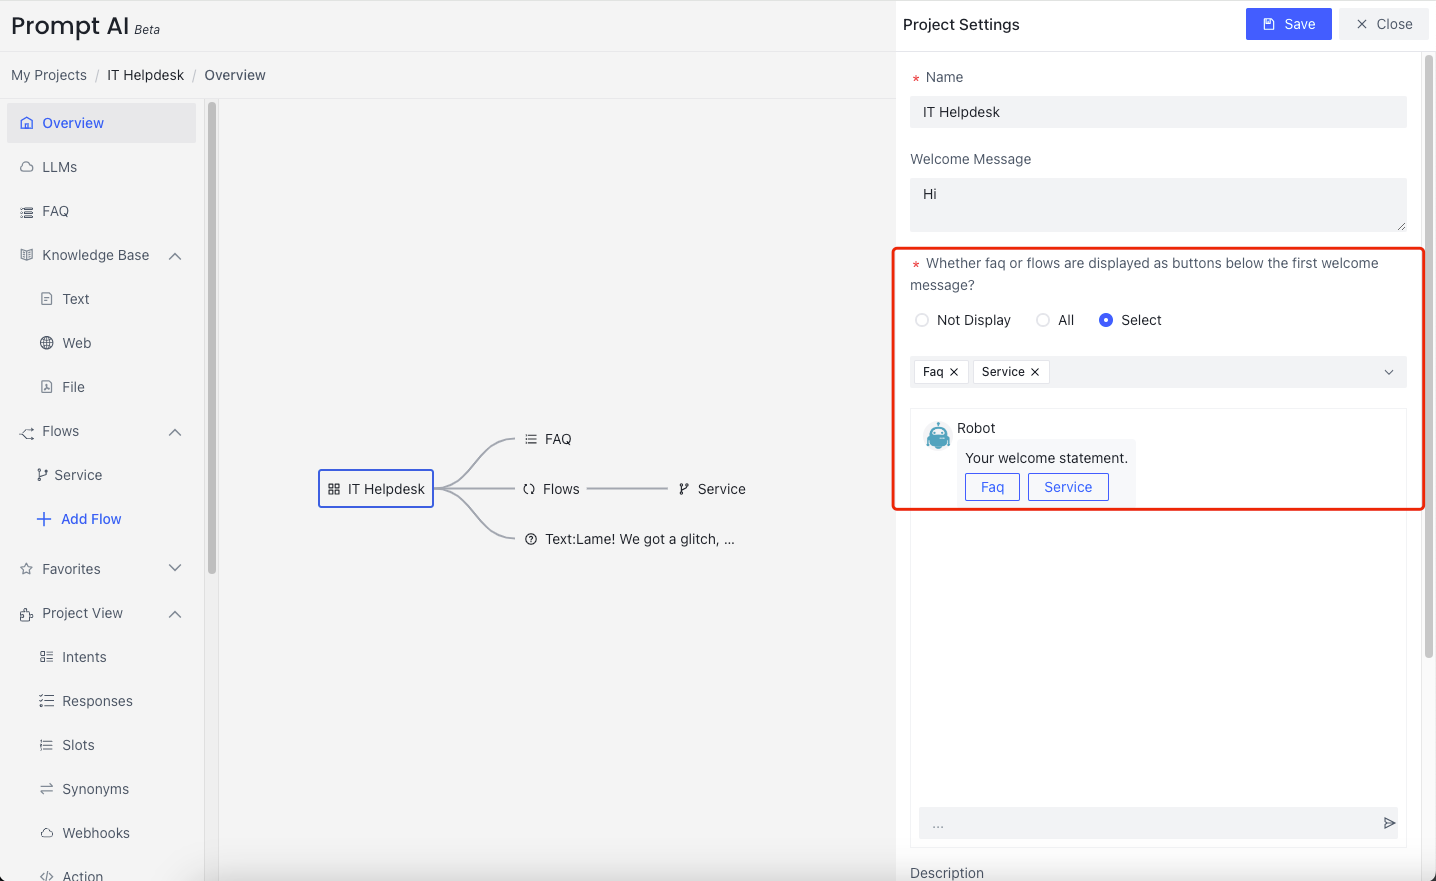 Prompt AI Beta
Project Settings
Save
Close
My Projects / IT Helpdesk / Overview
Overview
LLMs
FAQ
Knowledge Base
Text
Web
File
Flows
Service
Add Flow
Favorites
Project View
Intents
Responses
Slots
Synonyms
Webhooks
Action
IT Helpdesk
FAQ
Flows
Service
Text:Lame! We got a glitch, ...
* Name
IT Helpdesk
Welcome Message
Hi
* Whether faq or flows are displayed as buttons below the first welcome
message?
Not Display
All
Select
Faq
Service
Robot
Your welcome statement.
Faq
Service
...
Description